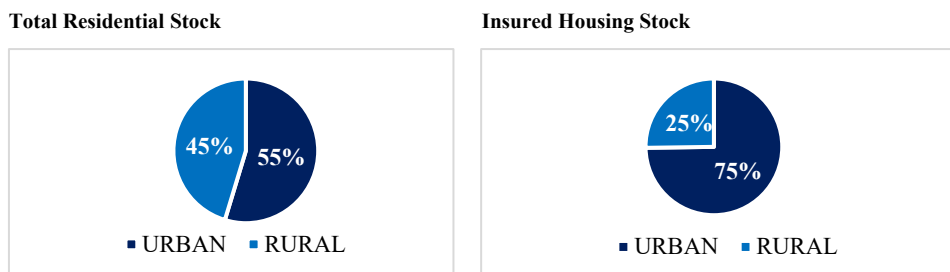 Total Residential Stock
45%
55%
URBAN RURAL
Insured Housing Stock
25%
75%
URBAN RURAL